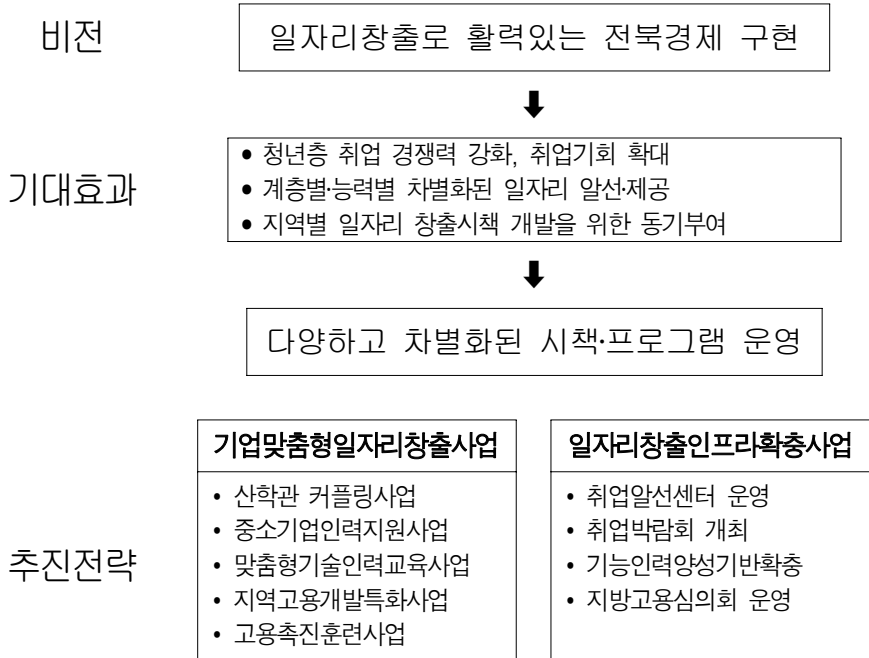 비전
일자리창출로 활력있는 전북경제 구현
기대효과
• 청년층 취업 경쟁력 강화, 취업기회 확대
• 계층별·능력별 차별화된 일자리 알선·제공
• 지역별 일자리 창출시책 개발을 위한 동기부여
다양하고 차별화된 시책·프로그램 운영
추진전략
기업맞춤형일자리창출사업
• 산학관 커플링사업
• 중소기업인력지원사업
• 맞춤형기술인력교육사업
• 지역고용개발특화사업
• 고용촉진훈련사업
일자리창출인프라확충사업
• 취업알선센터 운영
• 취업박람회 개최
• 기능인력양성기반확충
• 지방고용심의회 운영